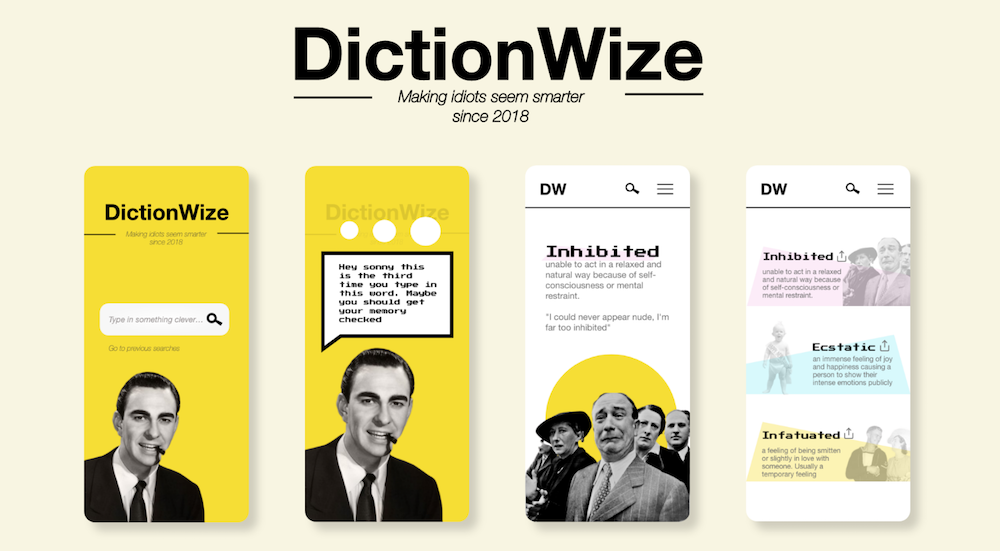 DictionWize
Making idiots seem smarter
since 2018
DictionWize
Making idiots seem smarter
since 2018
Type in something clever...
Go to previous searches
DictionWize
Hey sonny this
is the third
time you type in
this word. Maybe
you should get
your memory
checked
DW
Inhibited
unable to act in a relaxed and
natural way because of self-
consciousness or mental
restraint.
"I could never appear nude, I'm
far too inhibited"
DW
Inhibited
unable to act in a relaxed
and natural way because
of self-consciousness or
mental restraint.
Ecstatic
an immense feeling of joy
and happiness causing a
person to show their
intense emotions publicly
Infatuated
a feeling of being smitten
or slightly in love with
someone. Usually a
temporary feeling